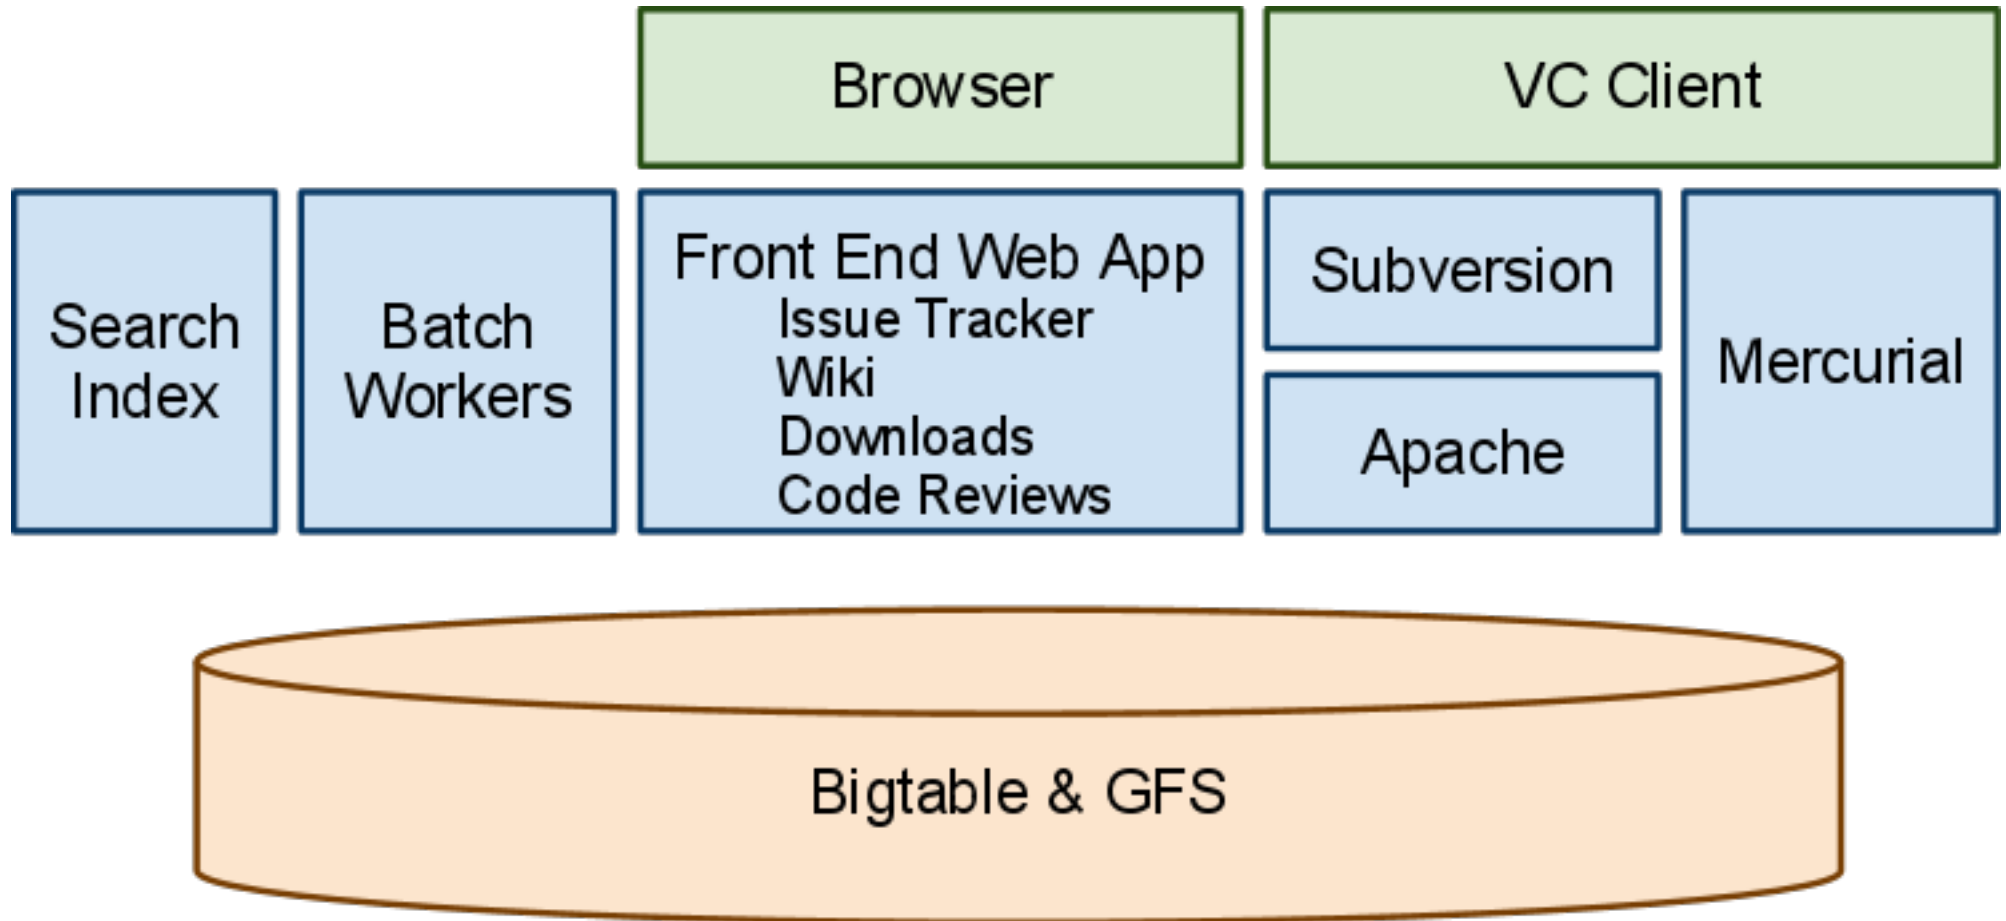 Browser
VC Client
Search
Index
Batch
Workers
Front End Web App
Issue Tracker
Wiki
Downloads
Code Reviews
Subversion
Apache
Mercurial
Bigtable & GFS